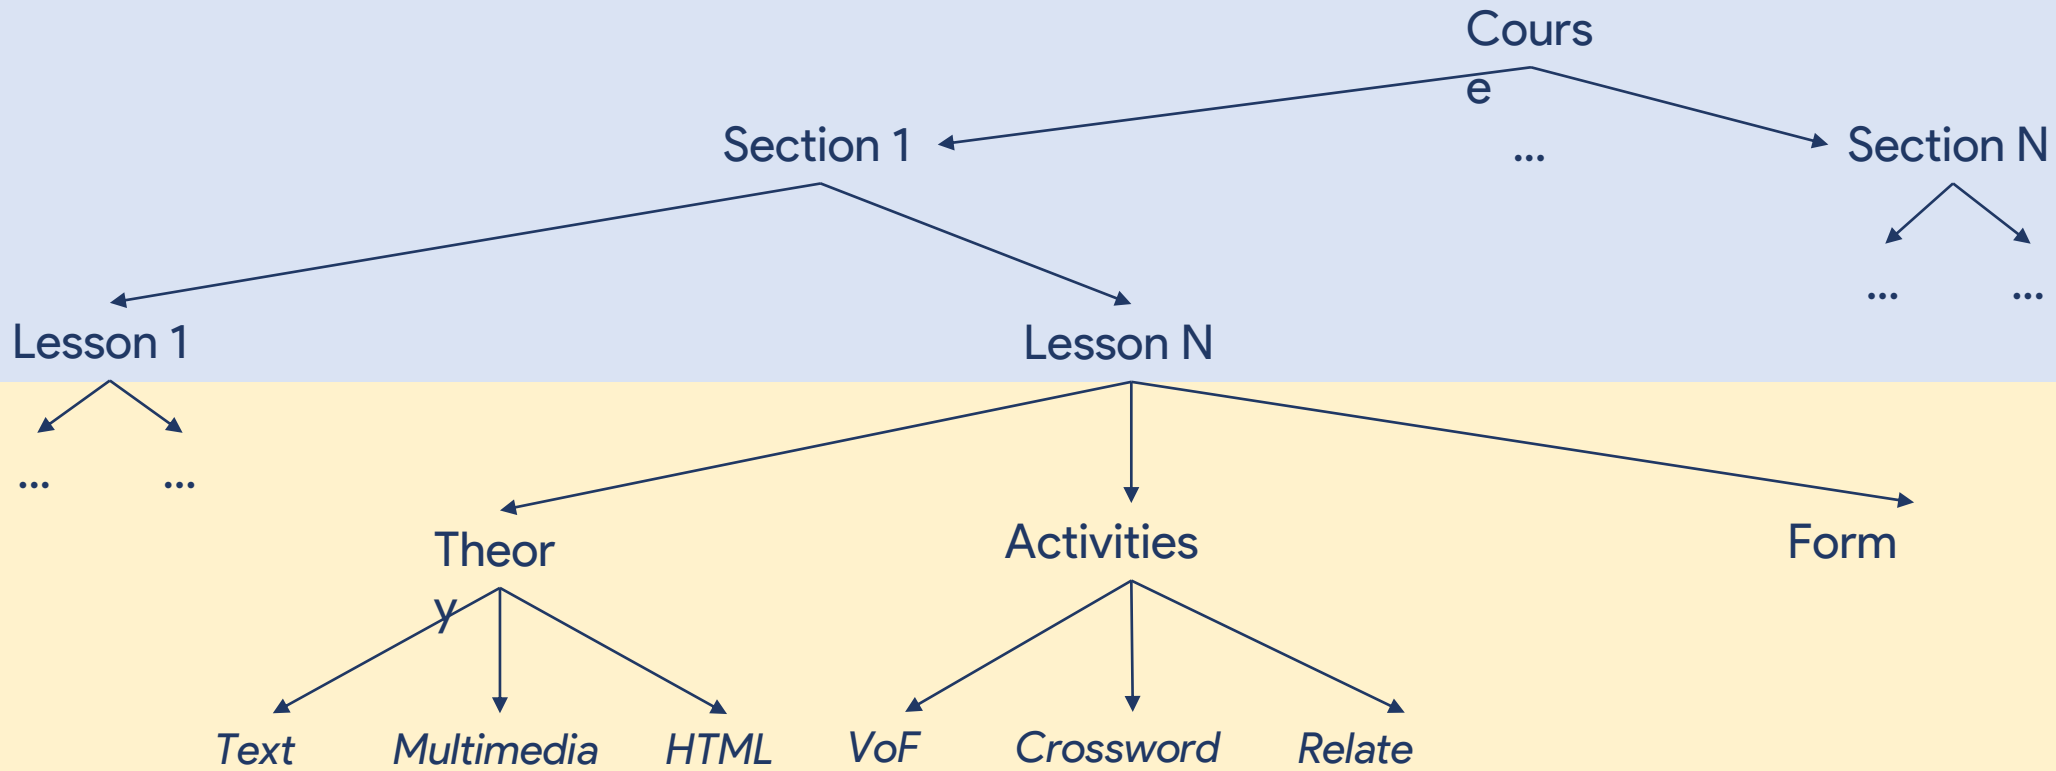 Cours
e
Section 1
...
Section N
...
...
Lesson 1
Lesson N
...
...
Theor
y
Activities
Form
Text
Multimedia
HTML
VoF
Crossword
Relate